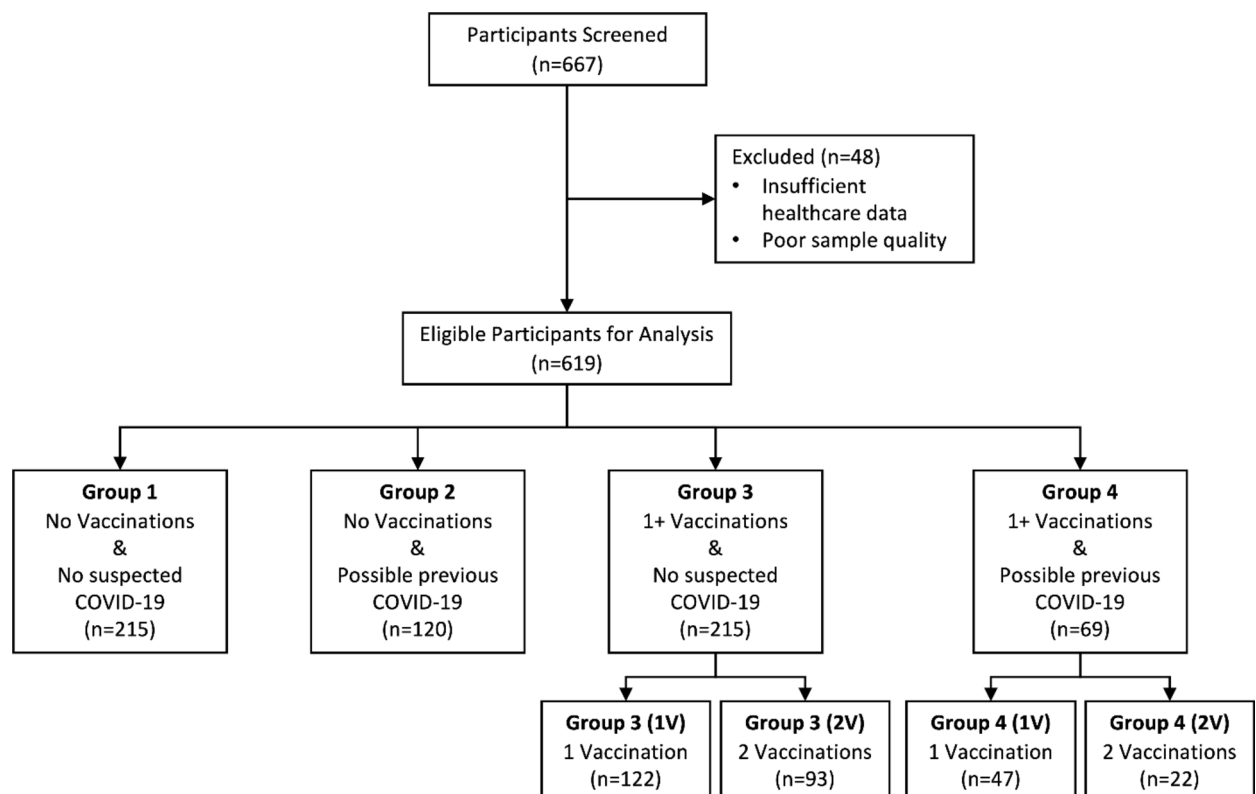 Participants Screened
(n=667)
Excluded (n=48)
• Insufficient
healthcare data
• Poor sample quality
Eligible Participants for Analysis
(n=619)
Group 1
No Vaccinations
&
No suspected
COVID-19
(n=215)
Group 2
No Vaccinations
&
Possible previous
COVID-19
(n=120)
Group 3
1+ Vaccinations
&
No suspected
COVID-19
(n=215)
Group 4
1+ Vaccinations
&
Possible previous
COVID-19
(n=69)
Group 3 (1V)
1 Vaccination
(n=122)
Group 3 (2V)
2 Vaccinations
(n=93)
Group 4 (1V)
1 Vaccination
(n=47)
Group 4 (2V)
2 Vaccinations
(n=22)